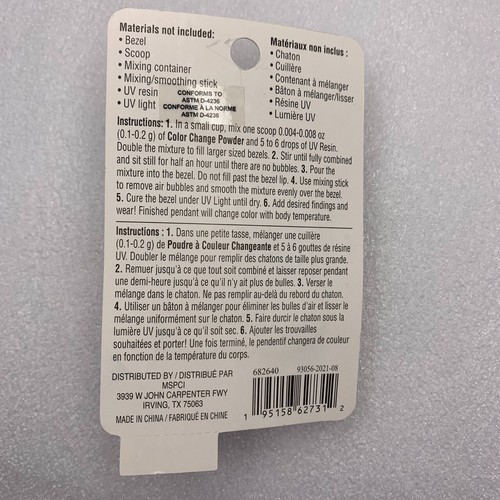 Materials not included:
• Bezel
• Scoop
• Mixing container
• Mixing/smoothing stick
• UV resin
• UV light
Matériaux non inclus :
• Chaton
• Cuillère
• Contenant à mélanger
• Bâton à mélanger/lisser
• Résine UV
• Lumière UV
CONFORMS TO
ASTM D-4236
CONFORME À LA NORME
ASTM D-4236
Instructions: 1. In a small cup, mix one scoop 0.004-0.008 oz
(0.1-0.2 g) of Color Change Powder and 5 to 6 drops of UV Resin.
Double the mixture to fill larger sized bezels. 2. Stir until fully combined
and sit still for half an hour until there are no bubbles. 3. Pour the
mixture into the bezel. Do not fill past the bezel lip. 4. Use mixing stick
to remove air bubbles and smooth the mixture evenly over the bezel.
5. Cure the bezel under UV Light until dry. 6. Add desired findings and
wear! Finished pendant will change color with body temperature.
Instructions : 1. Dans une petite tasse, mélanger une cuillère
(0.1-0.2 g) de Poudre à Couleur Changeante et 5 à 6 gouttes de résine
UV. Doubler le mélange pour remplir des chatons de taille plus grande.
2. Remuer jusqu'à ce que tout soit combiné et laisser reposer pendant
une demi-heure jusqu'à ce qu'il n'y ait plus de bulles. 3. Verser le
mélange dans le chaton. Ne pas remplir au-delà du rebord du chaton.
4. Utiliser un bâton à mélanger pour éliminer les bulles d'air et lisser le
mélange uniformément sur le chaton. 5. Faire durcir le chaton sous la
lumière UV jusqu'à ce qu'il soit sec. 6. Ajouter les trouvailles
souhaitées et porter! Une fois terminé, le pendentif changera de couleur
en fonction de la température du corps.
DISTRIBUTED BY / DISTRIBUÉ PAR
MSPCI
3939 W JOHN CARPENTER FWY
IRVING, TX 75063
MADE IN CHINA / FABRIQUÉ EN CHINE
682640 93056-2021-08
1 95158 62731 2